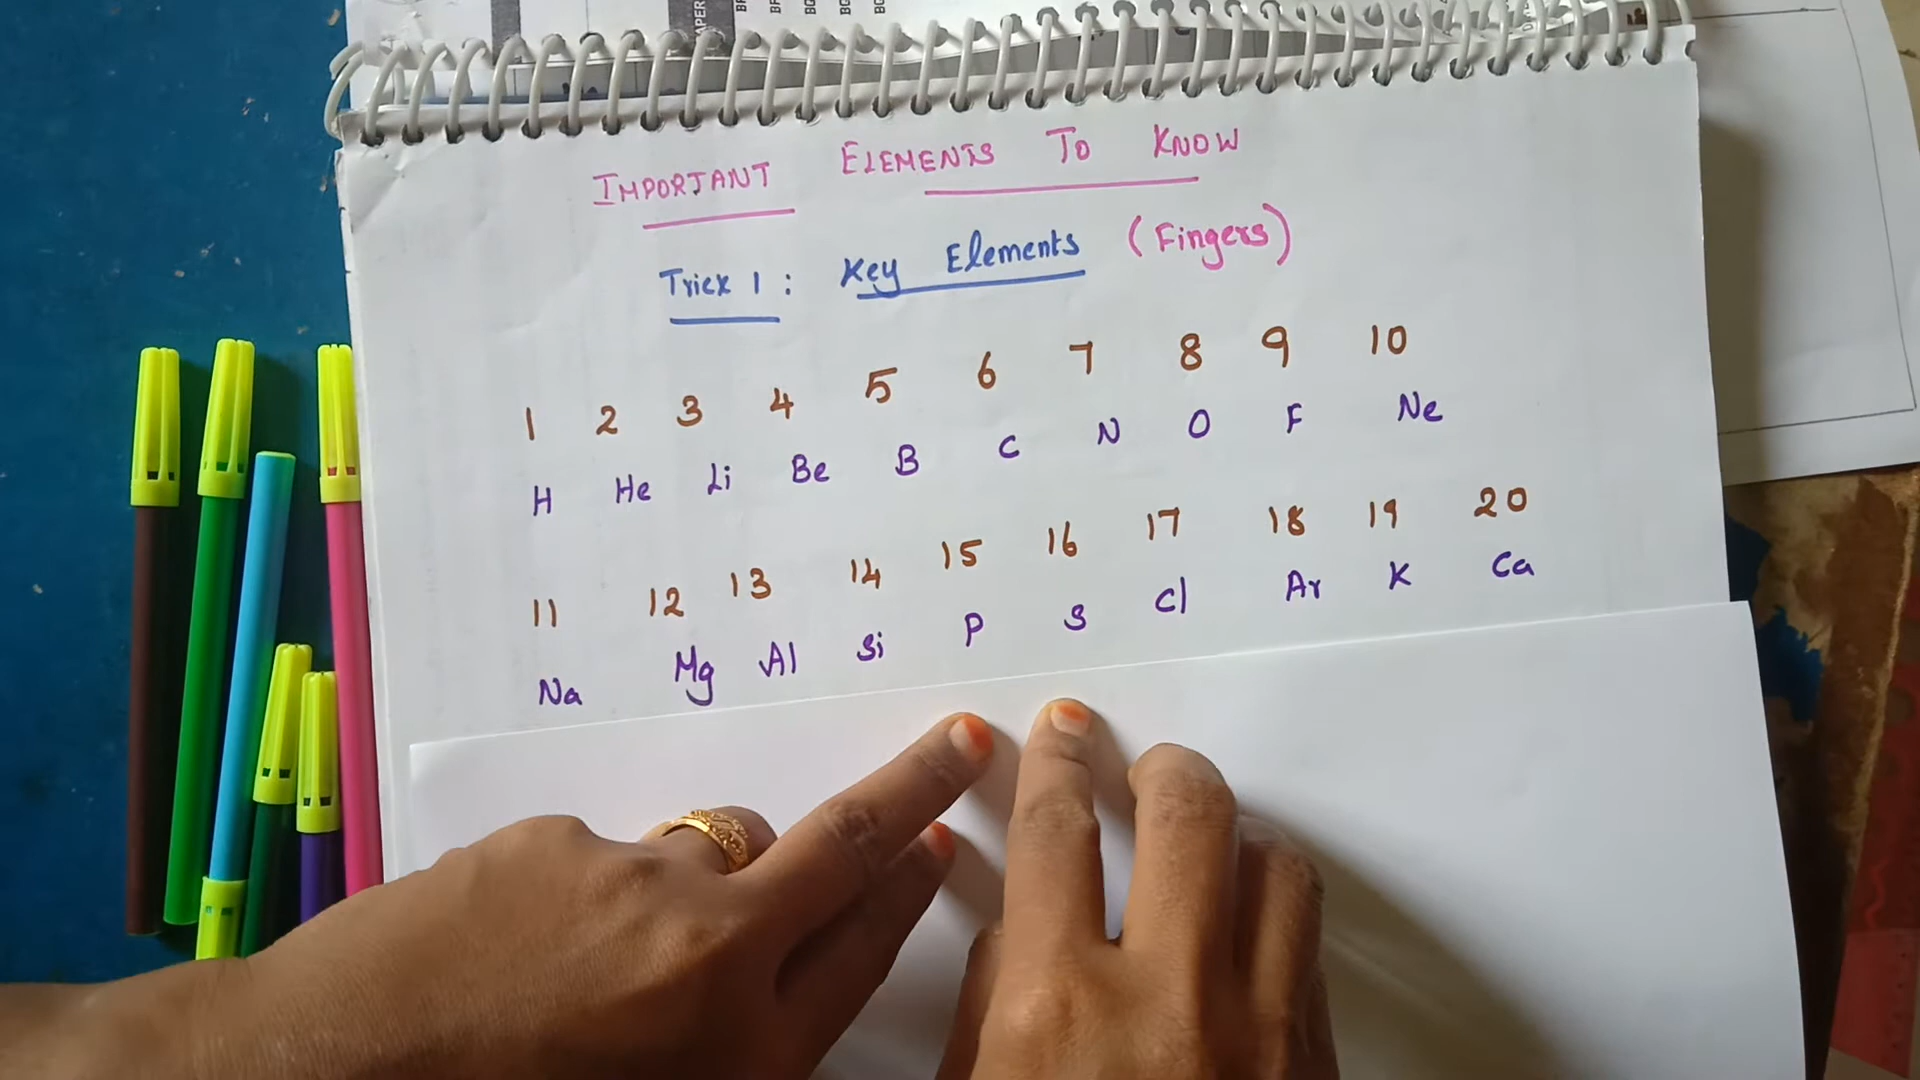 IMPORTANT ELEMENTS TO KNOW
Trick 1 : Key Elements (Fingers)
1 2 3 4 5 6 7 8 9 10
H He Li Be B C N O F Ne
11 12 13 14 15 16 17 18 19 20
Na Mg Al Si P S Cl Ar K Ca